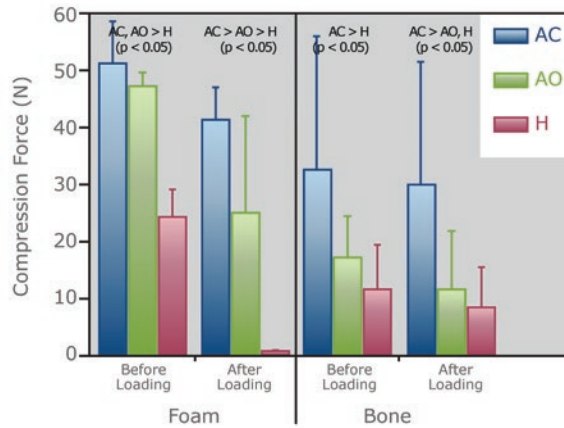 60
50
40
30
20
10
0
Compression Force (N)
AC, AO > H
(p < 0.05)
AC > AO > H
(p < 0.05)
AC > H
(p < 0.05)
AC > AO, H
(p < 0.05)
AC
AO
H
Before
Loading
After
Loading
Before
Loading
After
Loading
Foam
Bone